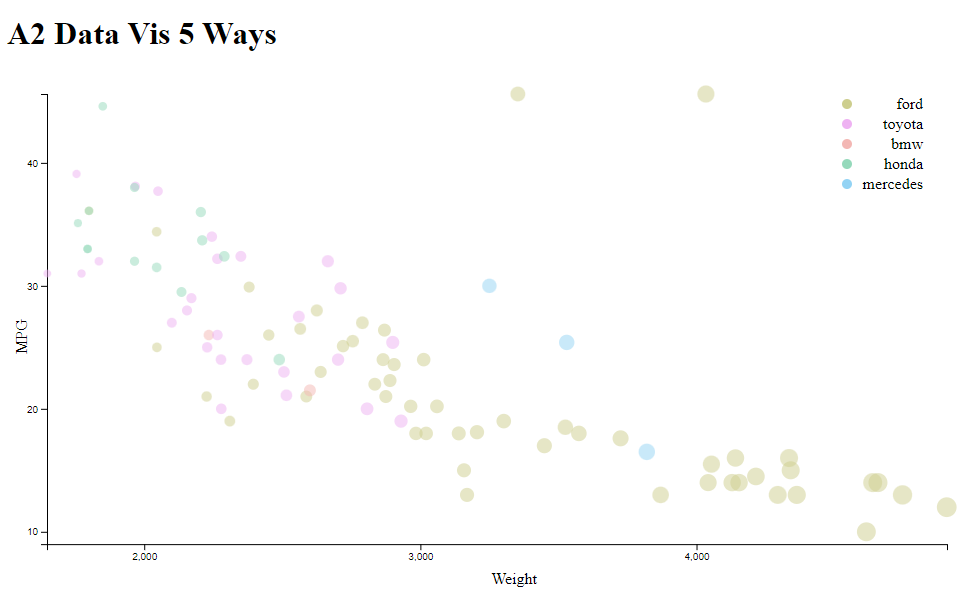 A2 Data Vis 5 Ways
ford
toyota
bmw
honda
mercedes
40
30
20
10
MPG
2,000
3,000
4,000
Weight